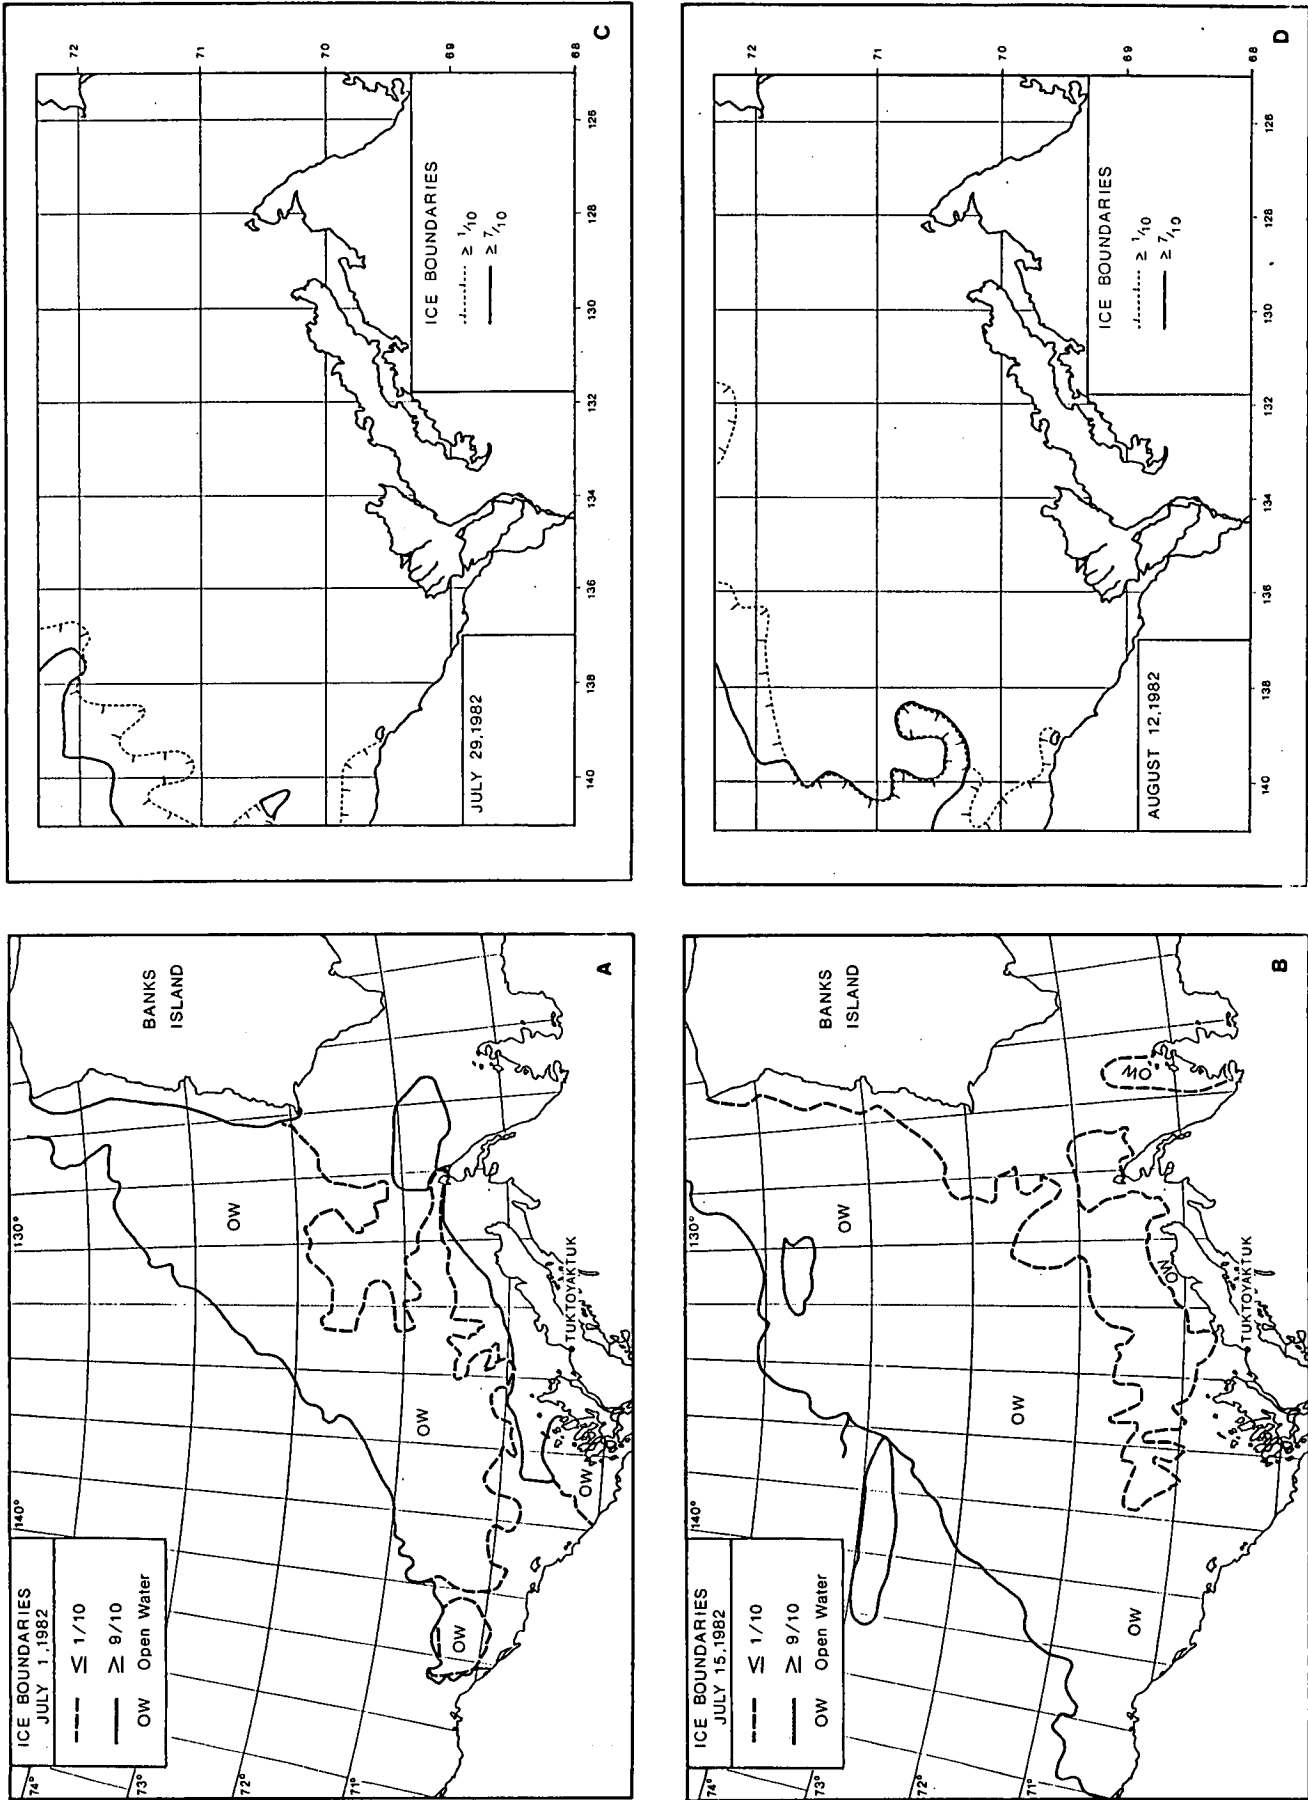 ICE BOUNDARIES
JULY 1, 1982
≤ 1/10
≥ 9/10
OW Open Water
74°
73°
72°
71°
140°
130°
BANKS
ISLAND
OW
OW
OW
OW
TUKTOYAKTUK
A
ICE BOUNDARIES
JULY 15, 1982
≤ 1/10
≥ 9/10
OW Open Water
74°
73°
72°
71°
140°
130°
BANKS
ISLAND
OW
OW
OW
OW
OW
TUKTOYAKTUK
B
72
71
70
69
68
JULY 29, 1982
ICE BOUNDARIES
≥ 1/10
≥ 7/10
140
138
136
134
132
130
128
126
C
72
71
70
69
68
AUGUST 12, 1982
ICE BOUNDARIES
≥ 1/10
≥ 7/10
140
138
136
134
132
130
128
126
D